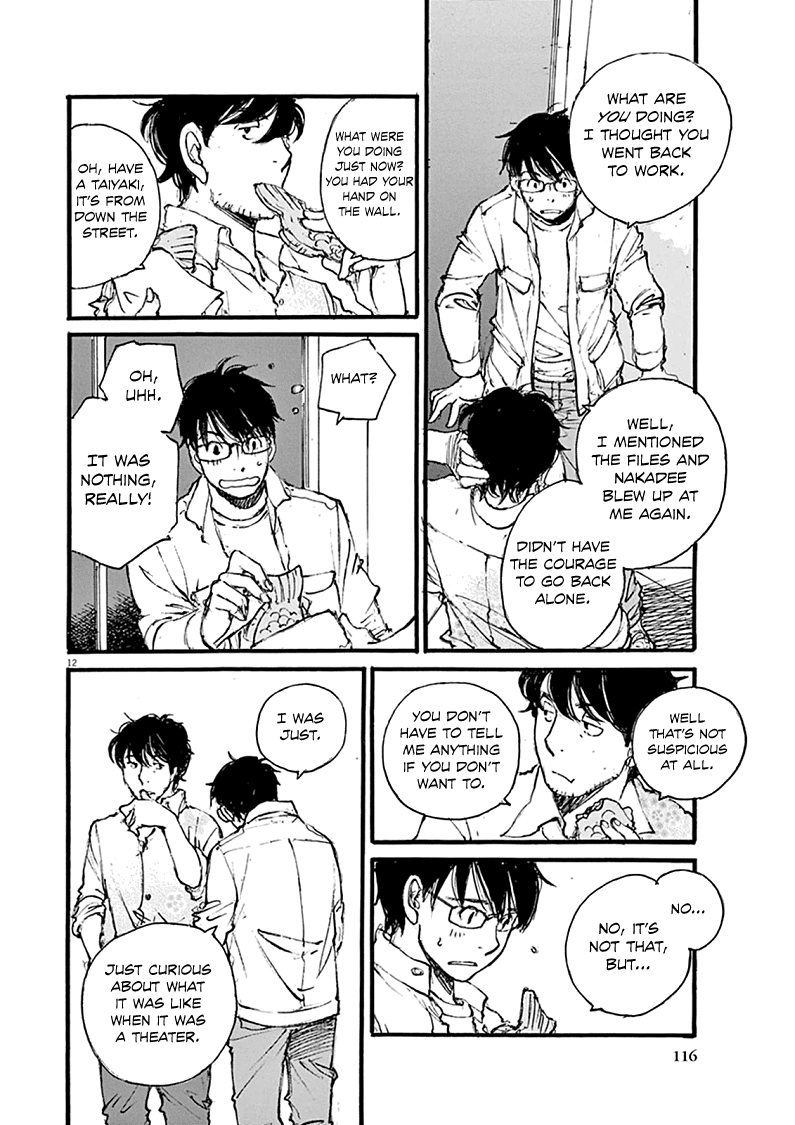 WHAT ARE
YOU DOING?
I THOUGHT YOU
WENT BACK
TO WORK.
WELL,
I MENTIONED
THE FILES AND
NAKADEE
BLEW UP AT
ME AGAIN.
DIDN'T HAVE
THE COURAGE
TO GO BACK
ALONE.
WHAT WERE
YOU DOING
JUST NOW?
YOU HAD YOUR
HAND ON
THE WALL.
OH, HAVE
A TAIYAKI,
IT'S FROM
DOWN THE
STREET.
WHAT?
OH,
UHH.
IT WAS
NOTHING,
REALLY!
12
WELL
THAT'S NOT
SUSPICIOUS
AT ALL.
YOU DON'T
HAVE TO TELL
ME ANYTHING
IF YOU DON'T
WANT TO.
NO...
NO, IT'S
NOT THAT,
BUT...
I WAS
JUST.
JUST CURIOUS
ABOUT WHAT
IT WAS LIKE
WHEN IT WAS
A THEATER.
116